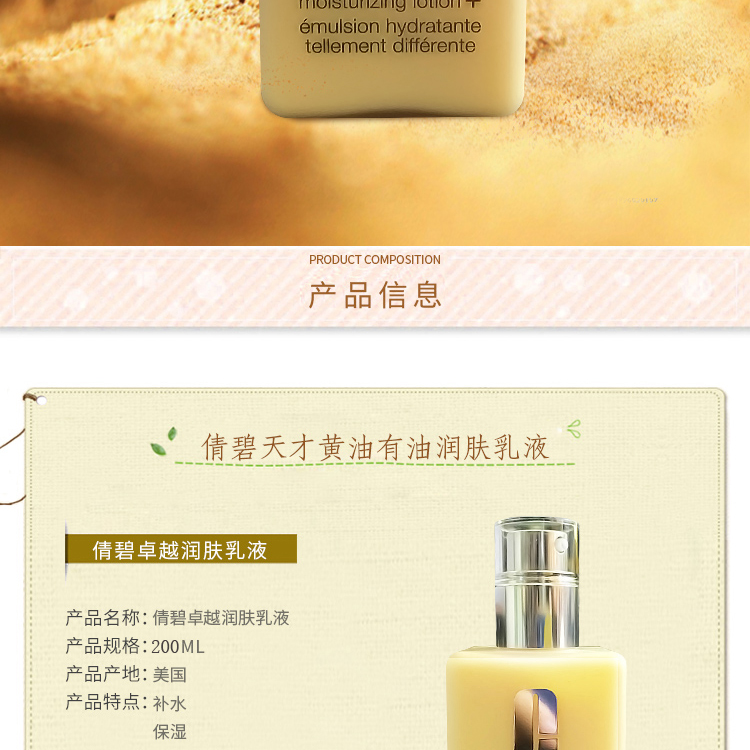 moisturizing lotion+
émulsion hydratante
tellement différente
PRODUCT COMPOSITION
产品信息
倩碧天才黄油有油润肤乳液
倩碧卓越润肤乳液
产品名称：倩碧卓越润肤乳液
产品规格：200ML
产品产地：美国
产品特点：补水
保湿